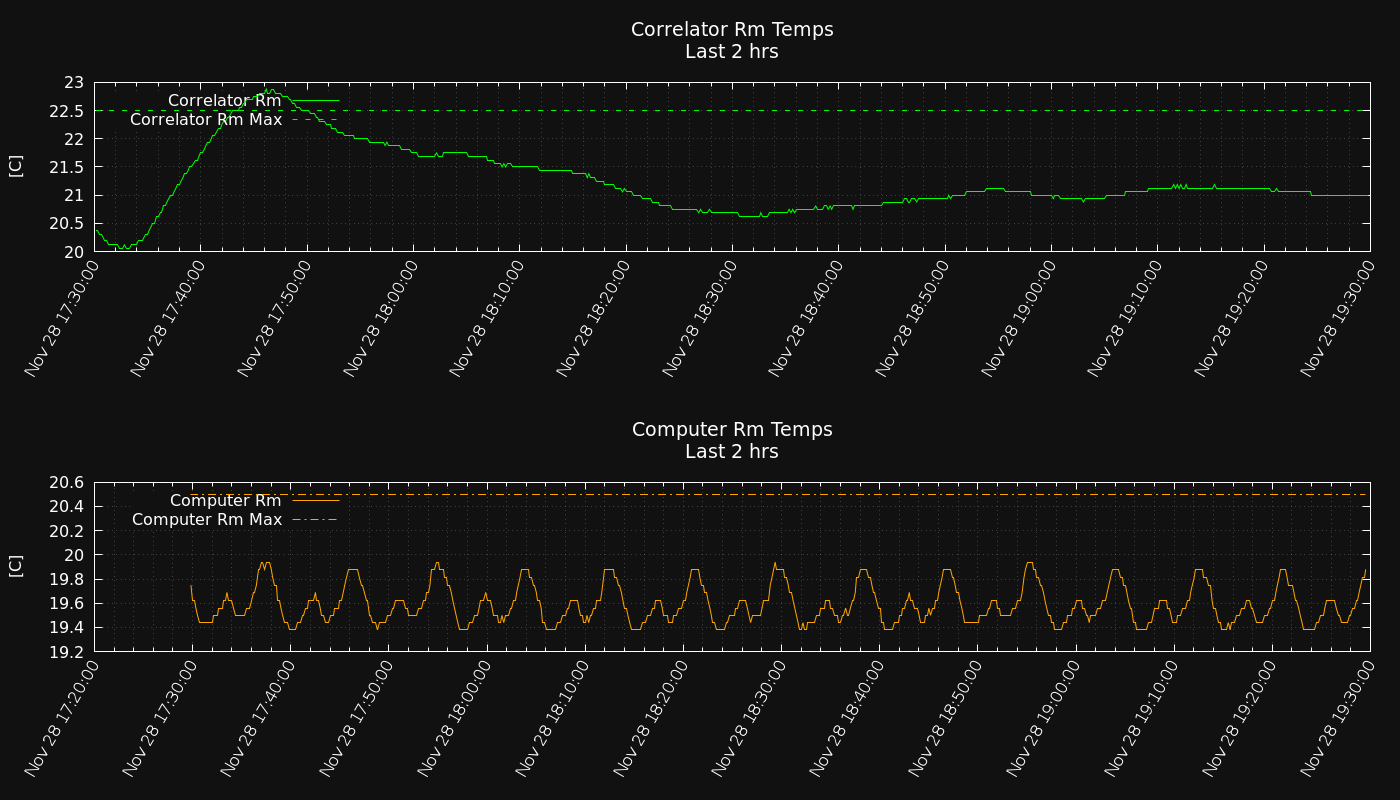 Correlator Rm Temps
Last 2 hrs
23
22.5
22
21.5
21
20.5
20
[C]
Correlator Rm
Correlator Rm Max
Nov 28 17:30:00
Nov 28 17:40:00
Nov 28 17:50:00
Nov 28 18:00:00
Nov 28 18:10:00
Nov 28 18:20:00
Nov 28 18:30:00
Nov 28 18:40:00
Nov 28 18:50:00
Nov 28 19:00:00
Nov 28 19:10:00
Nov 28 19:20:00
Nov 28 19:30:00
Computer Rm Temps
Last 2 hrs
20.6
20.4
20.2
20
19.8
19.6
19.4
19.2
[C]
Computer Rm
Computer Rm Max
Nov 28 17:20:00
Nov 28 17:30:00
Nov 28 17:40:00
Nov 28 17:50:00
Nov 28 18:00:00
Nov 28 18:10:00
Nov 28 18:20:00
Nov 28 18:30:00
Nov 28 18:40:00
Nov 28 18:50:00
Nov 28 19:00:00
Nov 28 19:10:00
Nov 28 19:20:00
Nov 28 19:30:00